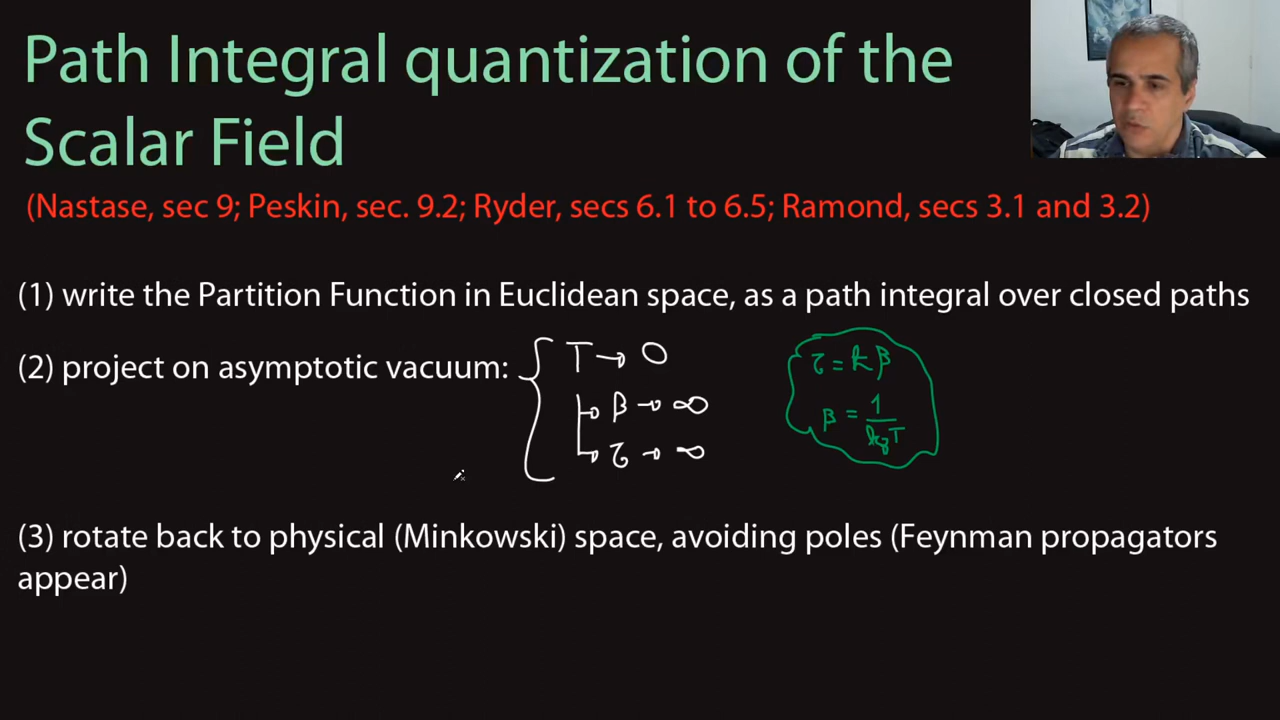 Path Integral quantization of the
Scalar Field
(Nastase, sec 9; Peskin, sec. 9.2; Ryder, secs 6.1 to 6.5; Ramond, secs 3.1 and 3.2)
(1) write the Partition Function in Euclidean space, as a path integral over closed paths
(2) project on asymptotic vacuum:
T → 0
β → ∞
τ → ∞
τ = ħ β
β = 1 / k_B T
(3) rotate back to physical (Minkowski) space, avoiding poles (Feynman propagators
appear)